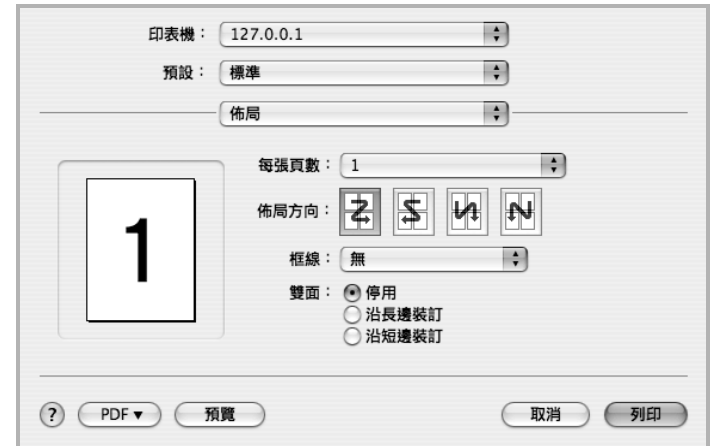 印表機： 127.0.0.1
預設： 標準
佈局
每張頁數： 1
1
佈局方向：
框線： 無
雙面： 停用
沿長邊裝訂
沿短邊裝訂
? PDF▼ 預覽 取消 列印